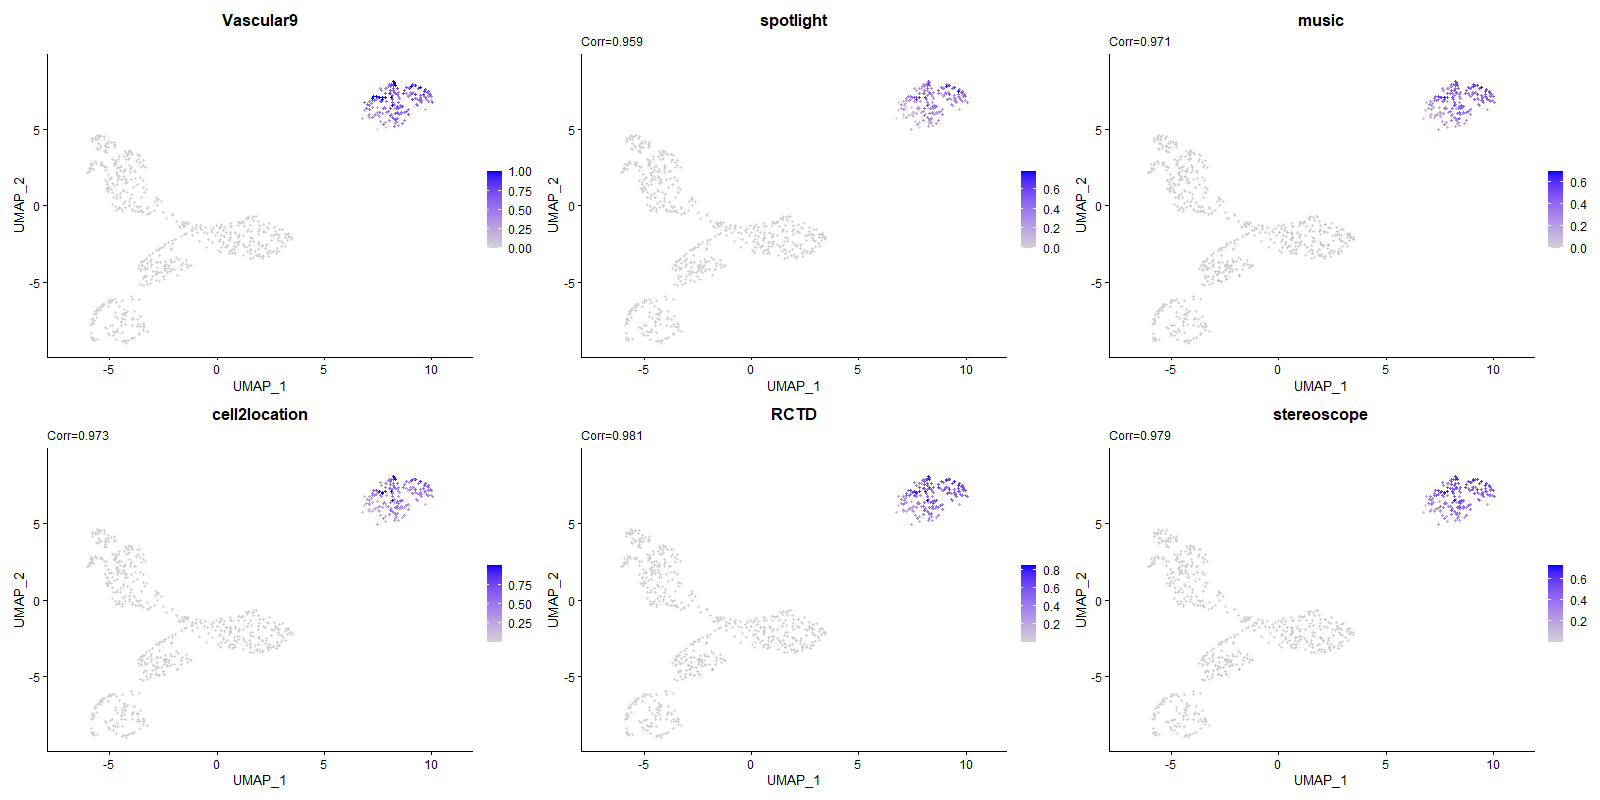 Vascular9
UMAP_2
5
0
-5
-5
0
5
10
UMAP_1
1.00
0.75
0.50
0.25
0.00
spotlight
Corr=0.959
UMAP_2
5
0
-5
-5
0
5
10
UMAP_1
0.6
0.4
0.2
0.0
music
Corr=0.971
UMAP_2
5
0
-5
-5
0
5
10
UMAP_1
0.6
0.4
0.2
0.0
cell2location
Corr=0.973
UMAP_2
5
0
-5
-5
0
5
10
UMAP_1
0.75
0.50
0.25
RCTD
Corr=0.981
UMAP_2
5
0
-5
-5
0
5
10
UMAP_1
0.8
0.6
0.4
0.2
stereoscope
Corr=0.979
UMAP_2
5
0
-5
-5
0
5
10
UMAP_1
0.6
0.4
0.2